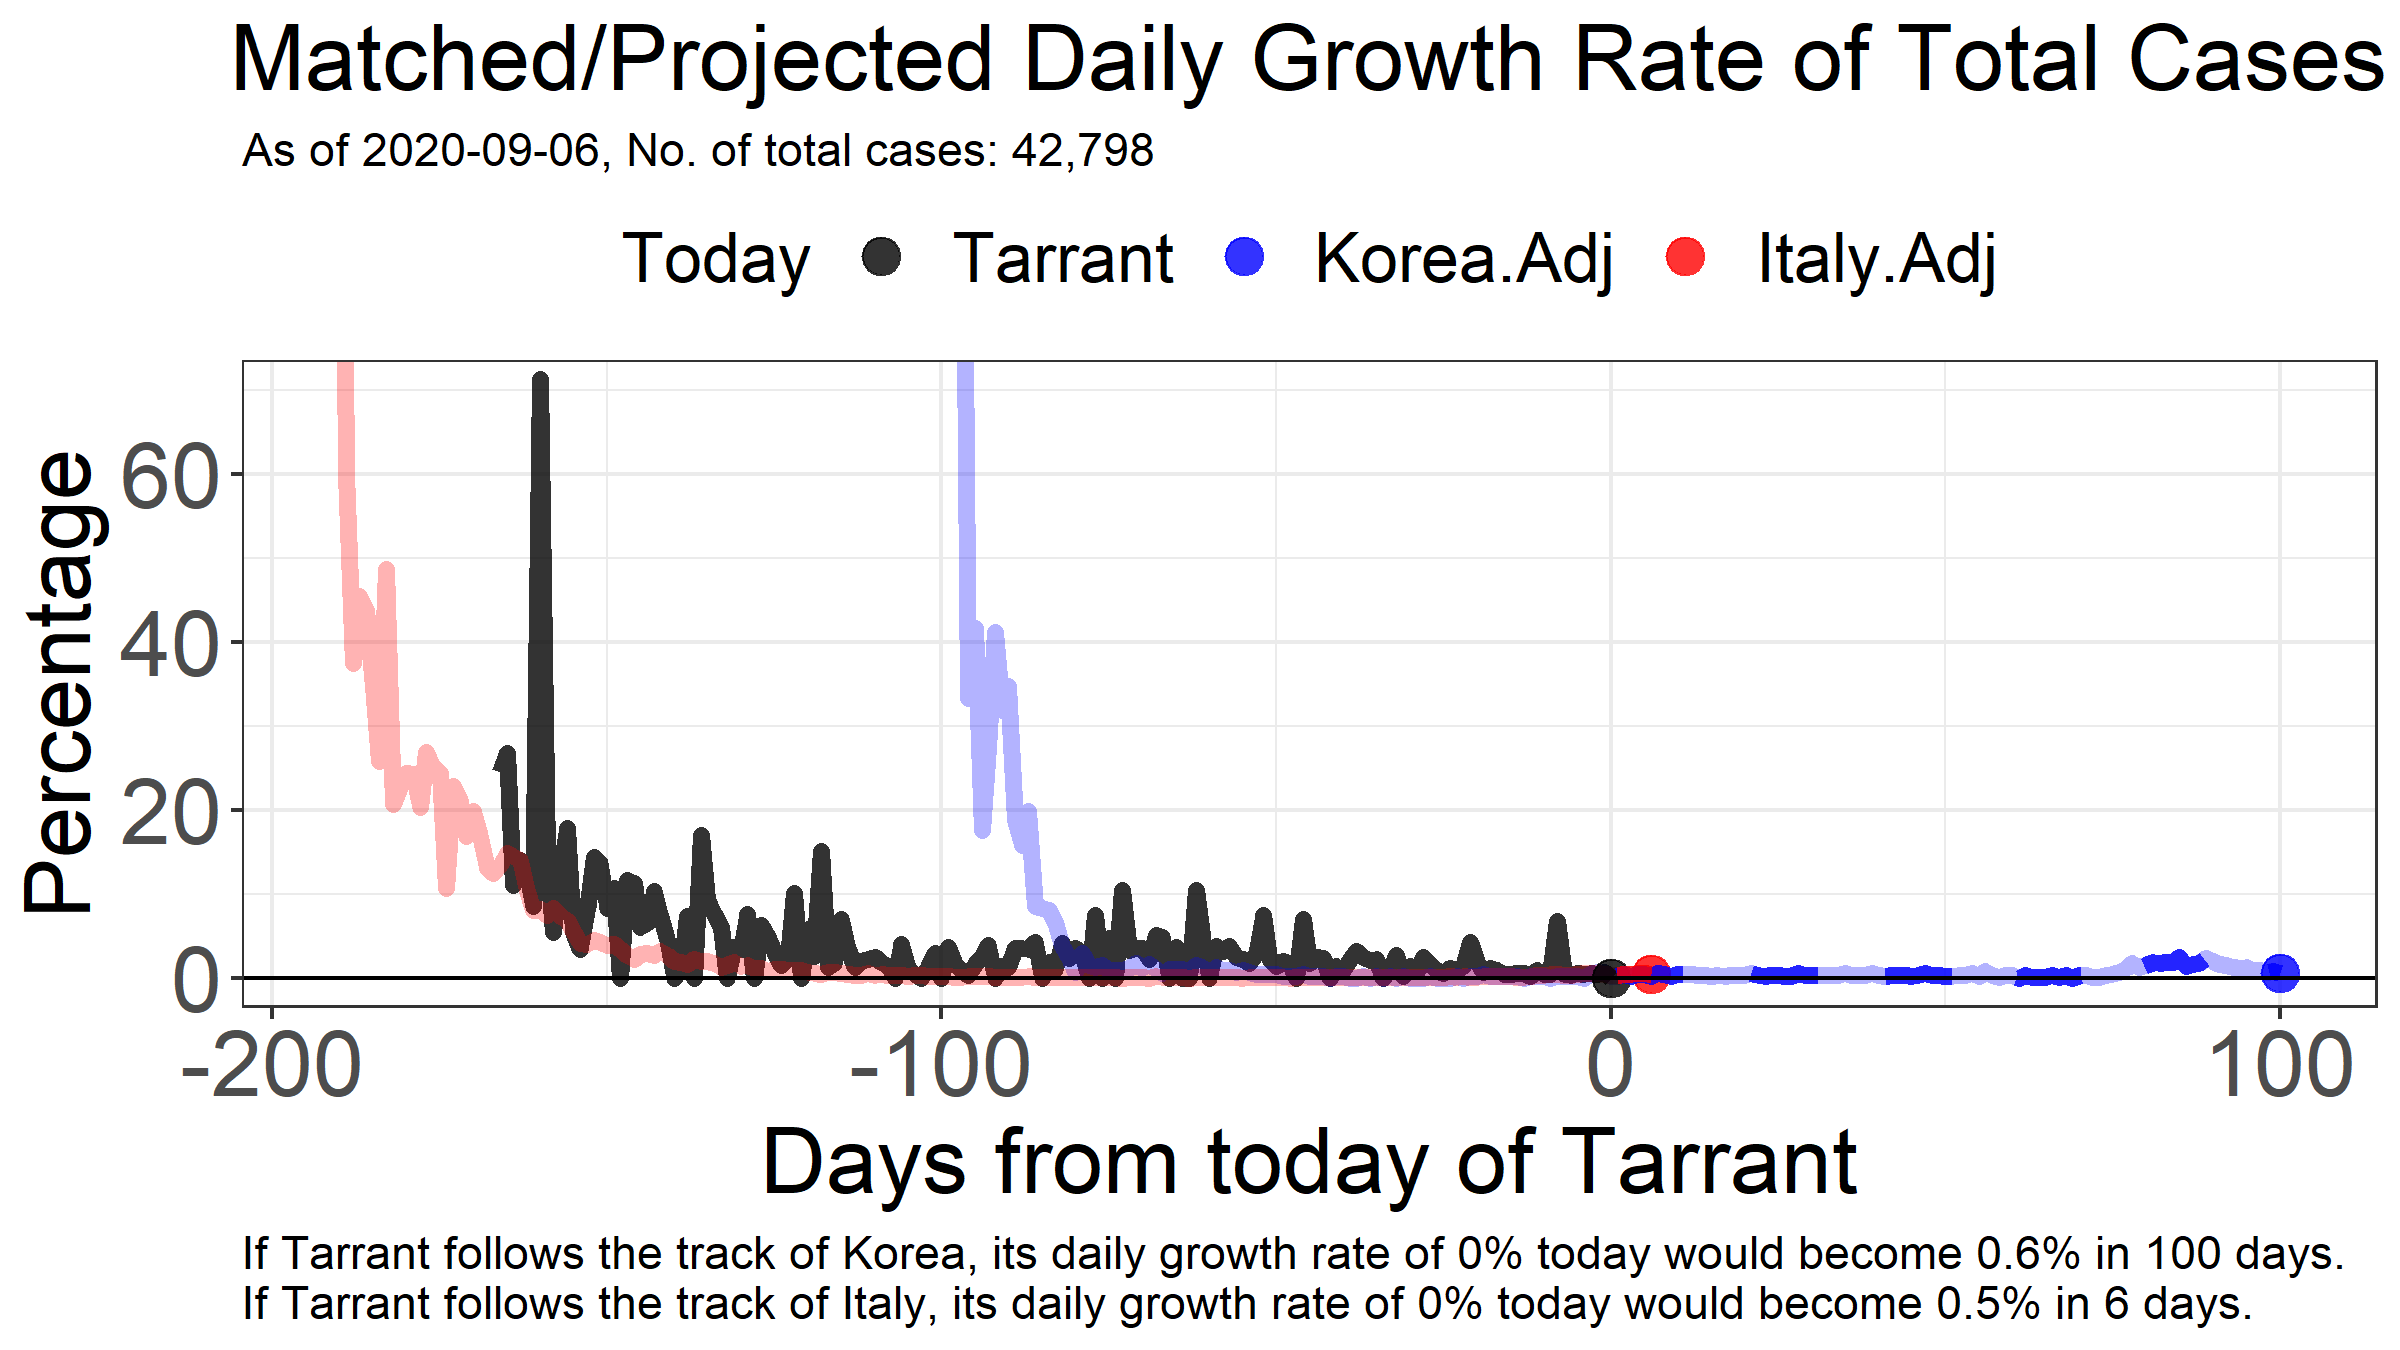 Matched/Projected Daily Growth Rate of Total Cases
As of 2020-09-06, No. of total cases: 42,798
Today Tarrant Korea.Adj Italy.Adj
Percentage
60
40
20
0
-200 -100 0 100
Days from today of Tarrant
If Tarrant follows the track of Korea, its daily growth rate of 0% today would become 0.6% in 100 days.
If Tarrant follows the track of Italy, its daily growth rate of 0% today would become 0.5% in 6 days.